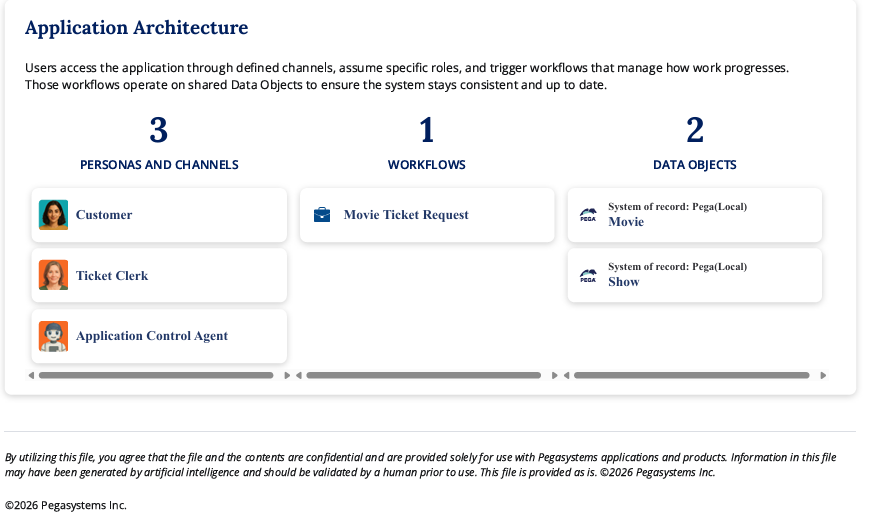 Application Architecture
Users access the application through defined channels, assume specific roles, and trigger workflows that manage how work progresses.
Those workflows operate on shared Data Objects to ensure the system stays consistent and up to date.
3
PERSONAS AND CHANNELS
Customer
Ticket Clerk
Application Control Agent
1
WORKFLOWS
Movie Ticket Request
2
DATA OBJECTS
PEGA
System of record: Pega(Local)
Movie
PEGA
System of record: Pega(Local)
Show
By utilizing this file, you agree that the file and the contents are confidential and are provided solely for use with Pegasystems applications and products. Information in this file
may have been generated by artificial intelligence and should be validated by a human prior to use. This file is provided as is. ©2026 Pegasystems Inc.
©2026 Pegasystems Inc.